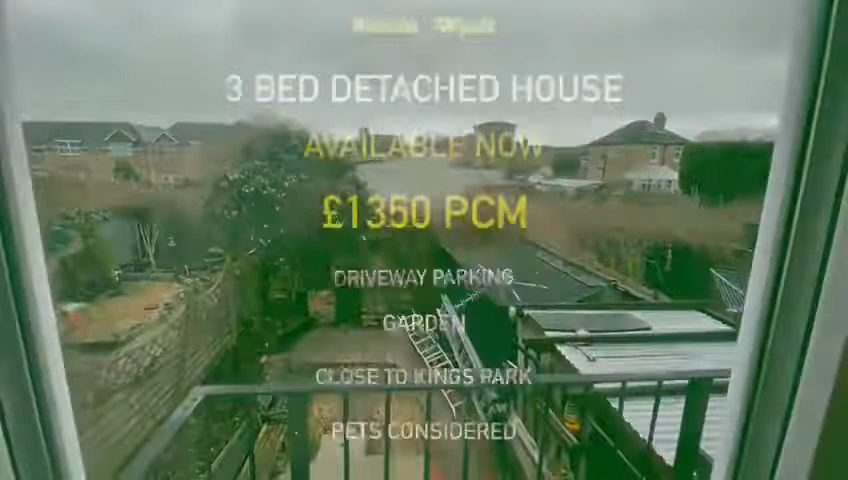 3 BED DETACHED HOUSE
AVAILABLE NOW
£1350 PCM
DRIVEWAY PARKING
GARDEN
CLOSE TO KINGS PARK
PETS CONSIDERED